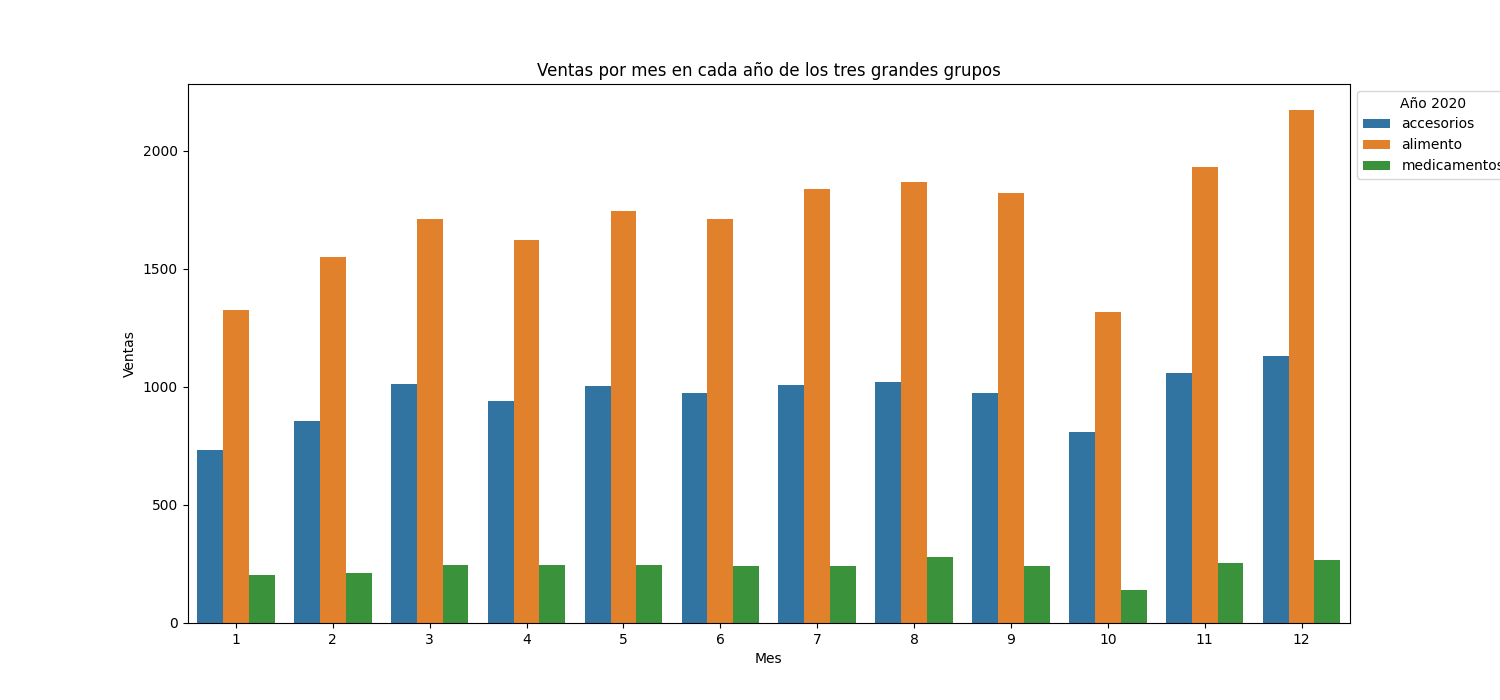 Ventas por mes en cada año de los tres grandes grupos
Año 2020
accesorios
alimento
medicamentos
Ventas
2000
1500
1000
500
0
1 2 3 4 5 6 7 8 9 10 11 12
Mes